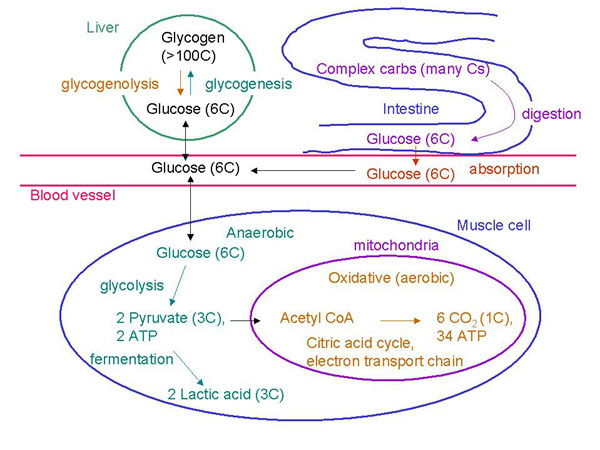 Liver
Glycogen
(>100C)
glycogenolysis
glycogenesis
Glucose (6C)
Complex carbs (many Cs)
Intestine
digestion
Glucose (6C)
Glucose (6C)
Glucose (6C)
absorption
Blood vessel
Muscle cell
Anaerobic
Glucose (6C)
mitochondria
glycolysis
Oxidative (aerobic)
2 Pyruvate (3C),
2 ATP
Acetyl CoA
6 CO₂ (1C),
34 ATP
Citric acid cycle,
electron transport chain
fermentation
2 Lactic acid (3C)